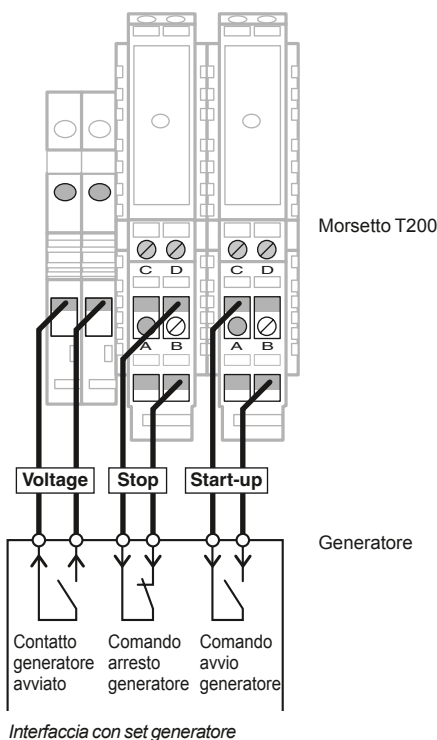 Morsetto T200
C D
C D
A B
A B
Voltage
Stop
Start-up
Generatore
Contatto
generatore
avviato
Comando
arresto
generatore
Comando
avvio
generatore
Interfaccia con set generatore